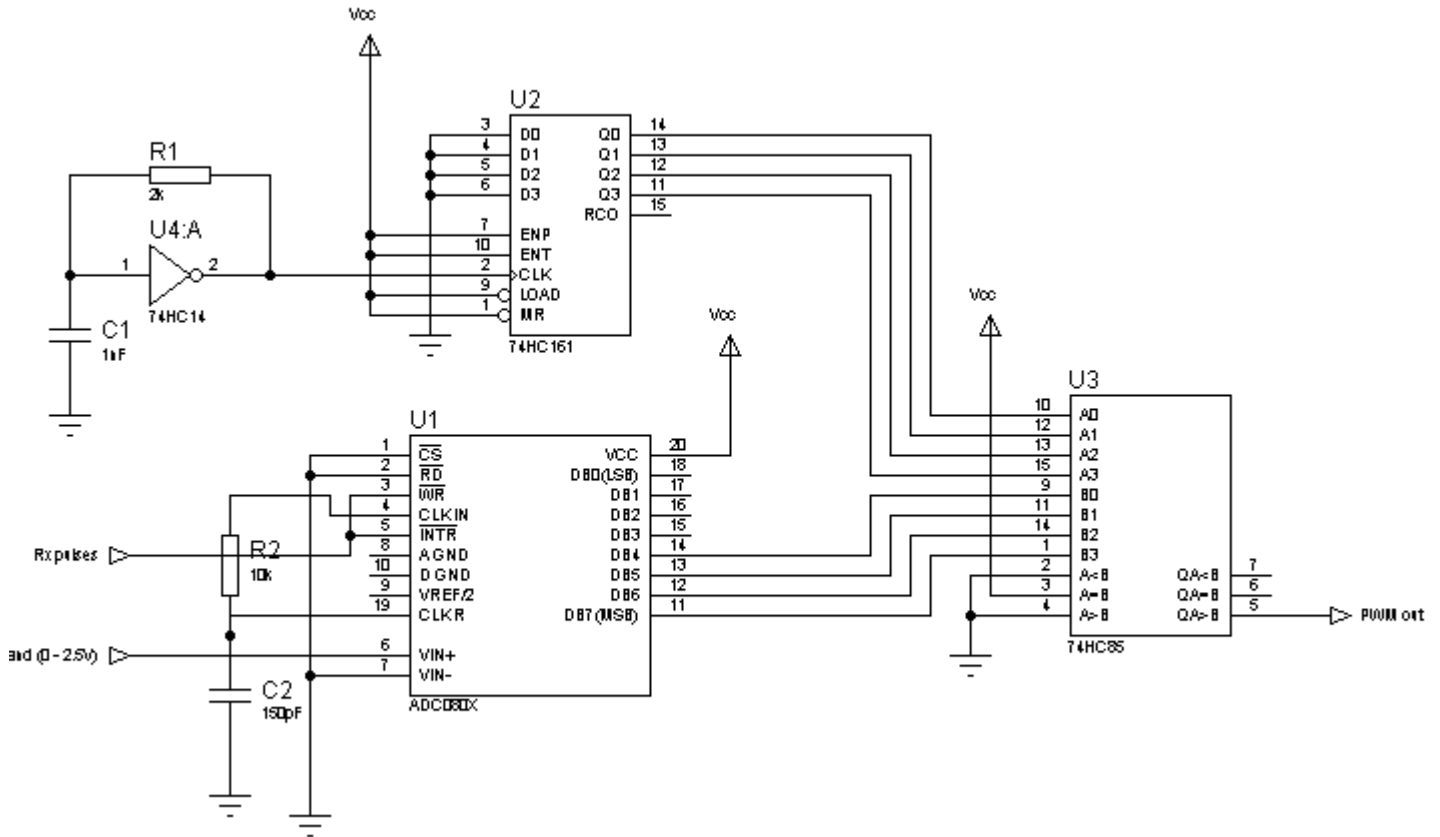 Vcc
U2
3 D0 Q0 14
4 D1 Q1 13
5 D2 Q2 12
6 D3 Q3 11
RCO 15
7 ENP
10 ENT
2 CLK
9 LOAD
1 MR
74HC161
R1
2k
U4:A
1 2
74HC14
C1
1nF
Vcc
Vcc
U1
1 CS VCC 20
2 RD DB0(LSB) 18
3 WR DB1 17
4 CLKIN DB2 16
5 INTR DB3 15
8 AGND DB4 14
10 DGND DB5 13
9 VREF/2 DB6 12
19 CLKR DB7(MSB) 11
6 VIN+
7 VIN-
ADC080X
Rx pulses
R2
10k
and (0 - 2.5V)
C2
150pF
U3
10 A0
12 A1
13 A2
15 A3
9 B0
11 B1
14 B2
1 B3
2 A<B QA<B 7
3 A=B QA=B 6
4 A>B QA>B 5
74HC85
PWM out